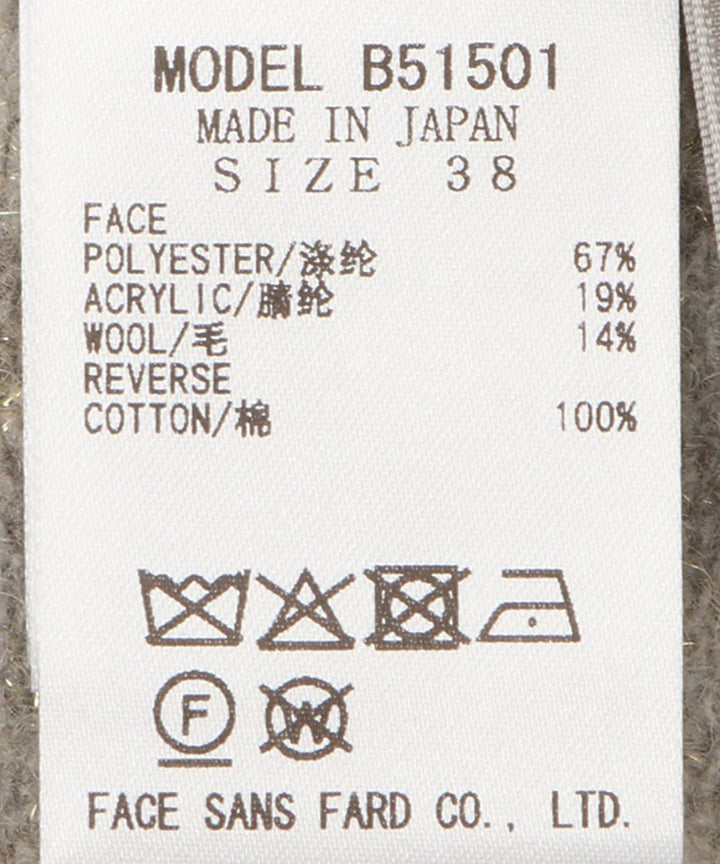 MODEL B51501
MADE IN JAPAN
SIZE 38
FACE
POLYESTER/涤纶 67%
ACRYLIC/腈纶 19%
WOOL/毛 14%
REVERSE
COTTON/棉 100%
F
W
FACE SANS FARD CO., LTD.